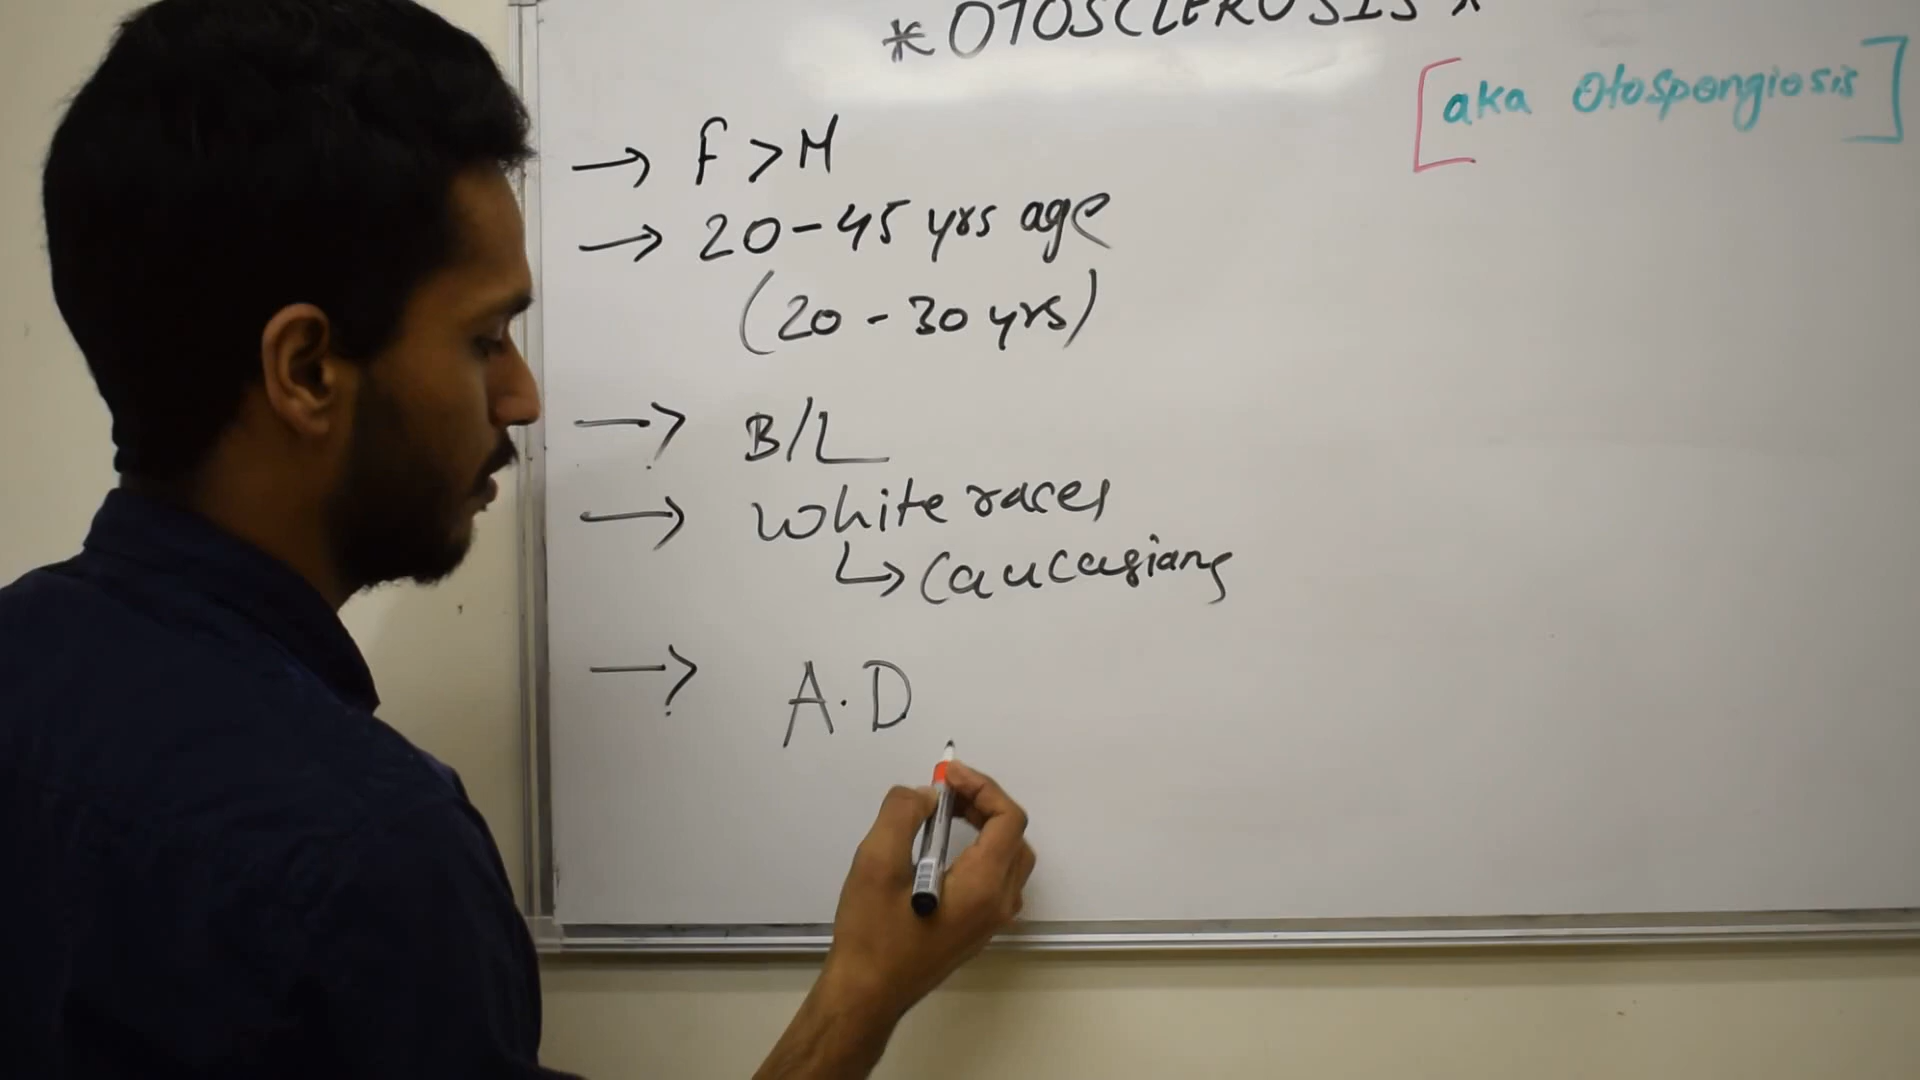 * OTOSCLEROSIS *
[aka Otospongiosis]
→ F > M
→ 20-45 yrs age
(20 - 30 yrs)
→ B/L
→ White races
↳ Caucasians
→ A.D